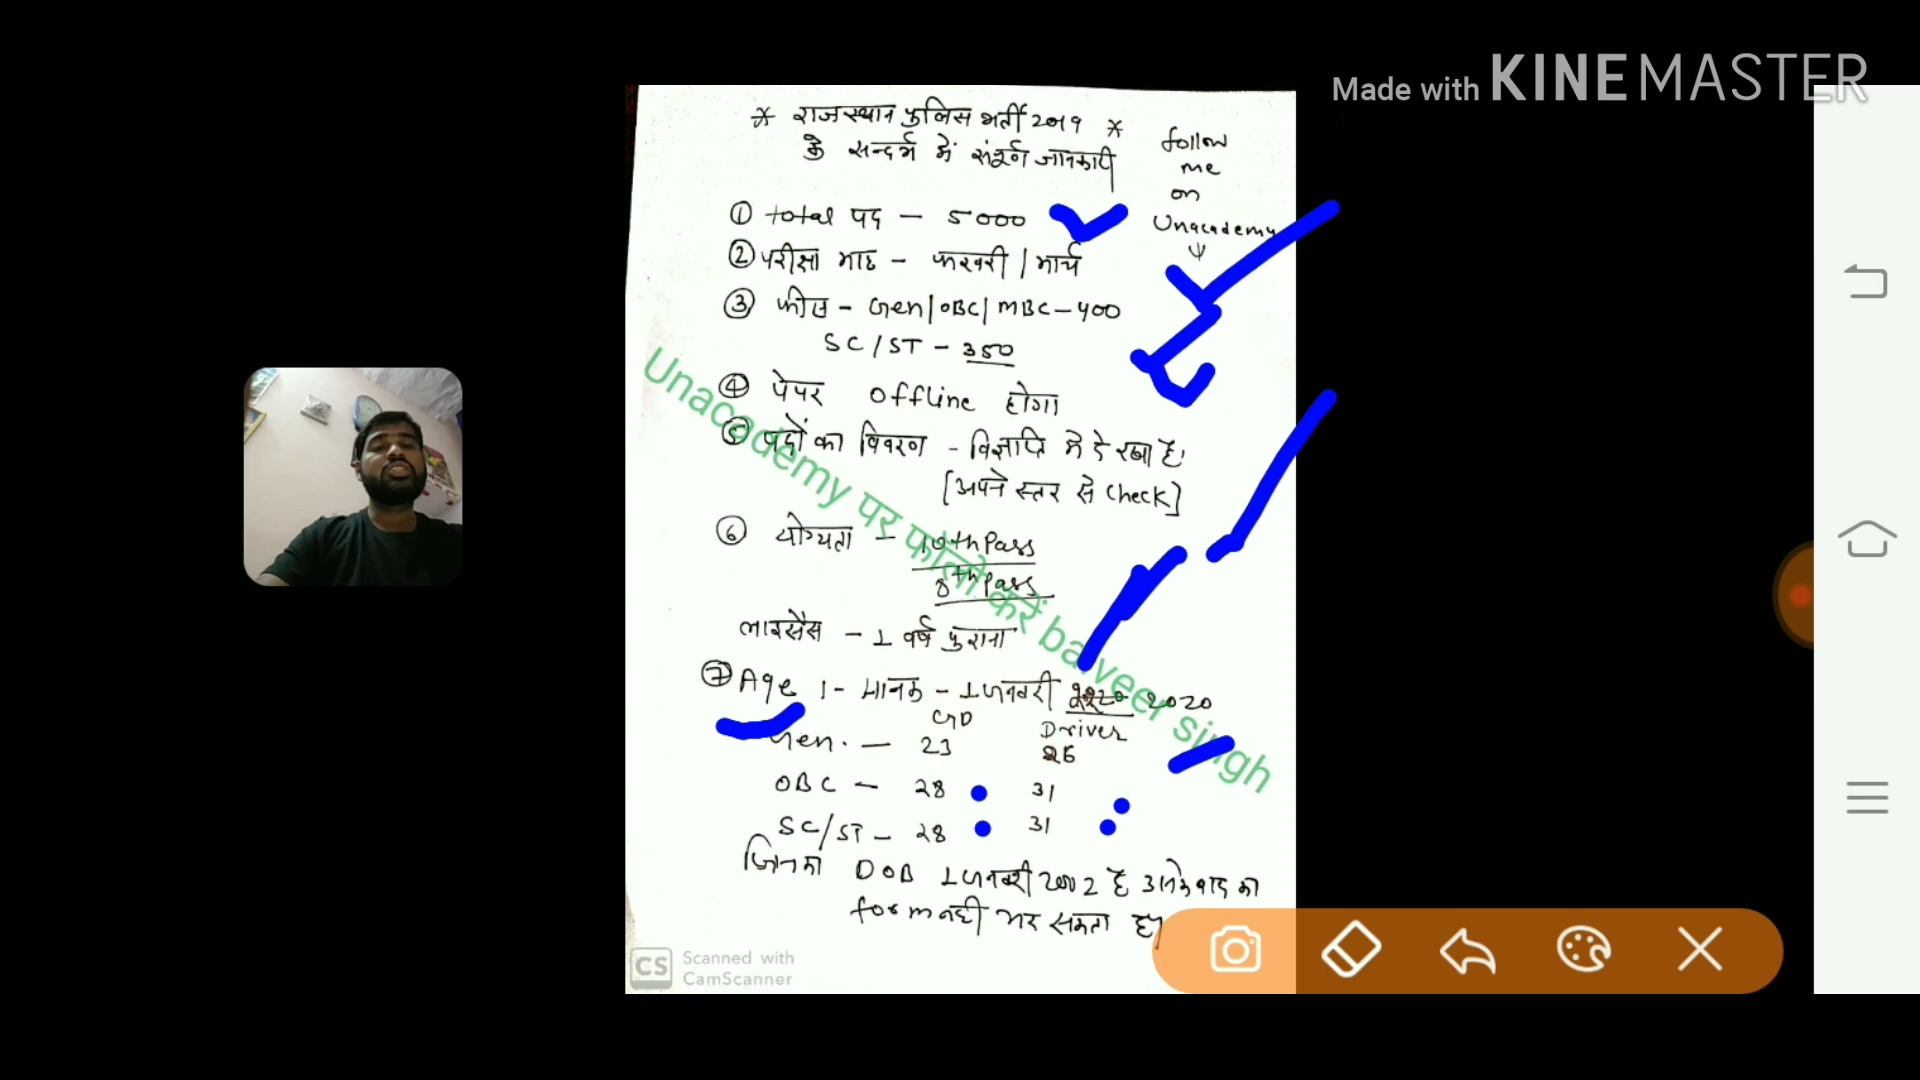 Made with KINEMASTER
* राजस्थान पुलिस भर्ती 2019 *
के सन्दर्भ में संपूर्ण जानकारी
follow
me
on
Unacademy
① total पद - 5000
② परीक्षा माह - फरवरी / मार्च
③ फीस - Gen/OBC/MBC - 400
SC/ST - 350
④ पेपर offline होगा
⑤ पदों का विवरण - विज्ञप्ति में दे रखा है।
[अपने स्तर से check]
⑥ योग्यता - 10th Pass
8th Pass
लाइसेंस - 1 वर्ष पुराना
⑦ Age :- मानक - 1 जनवरी 2020
GD Driver
Gen. - 23 26
OBC - 28 31
SC/ST - 28 31
जिनका DOB 1 जनवरी 2002 है उसके बाद का
form नहीं भर सकता है।
Unacademy पर फॉलो करें balveer singh
CS Scanned with
CamScanner